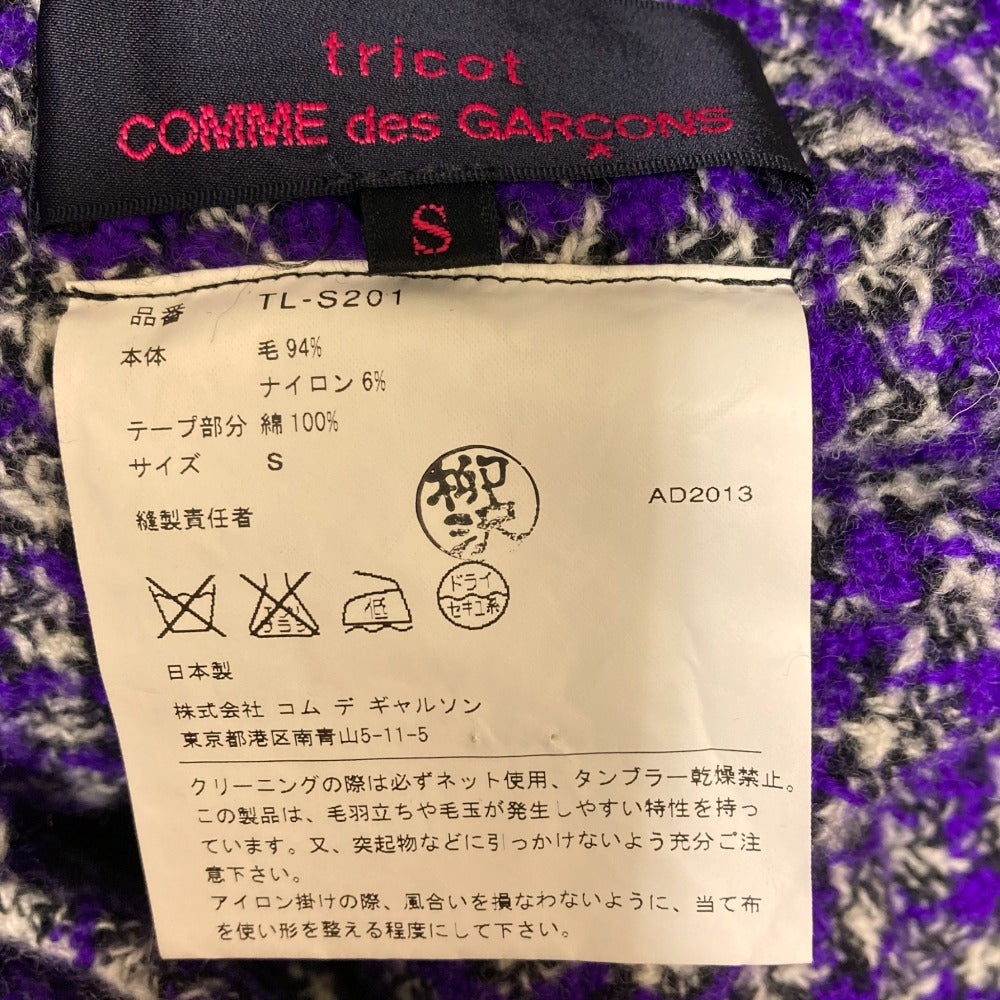 tricot
COMME des GARÇONS
S
品番 TL-S201
本体 毛 94%
ナイロン 6%
テープ部分 綿 100%
サイズ S
縫製責任者 柳沢
AD2013
低 ドライ
セキユ系
日本製
株式会社 コム デ ギャルソン
東京都港区南青山5-11-5
クリーニングの際は必ずネット使用、タンブラー乾燥禁止。
この製品は、毛羽立ちや毛玉が発生しやすい特性を持っ
ています。又、突起物などに引っかけないよう充分ご注
意下さい。
アイロン掛けの際、風合いを損なわないように、当て布
を使い形を整える程度にして下さい。